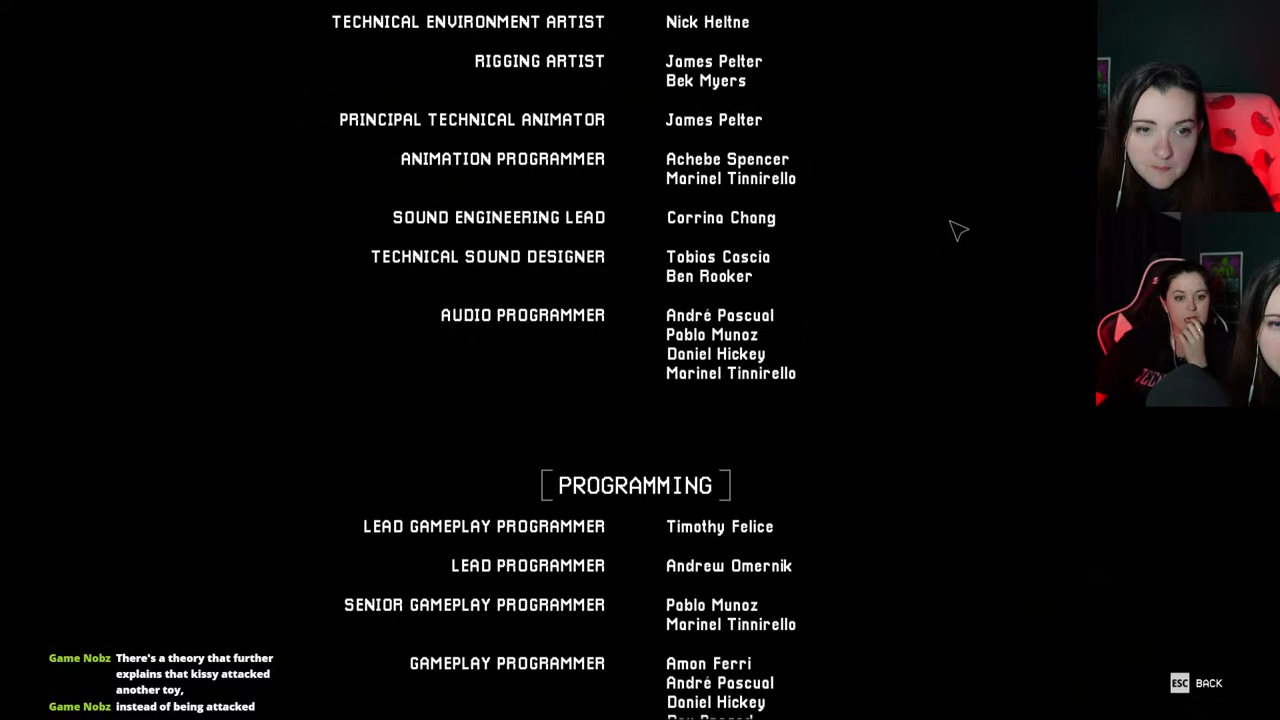 TECHNICAL ENVIRONMENT ARTIST Nick Heltne
RIGGING ARTIST James Pelter
Bek Myers
PRINCIPAL TECHNICAL ANIMATOR James Pelter
ANIMATION PROGRAMMER Achebe Spencer
Marinel Tinnirello
SOUND ENGINEERING LEAD Corrina Chang
TECHNICAL SOUND DESIGNER Tobias Cascia
Ben Rooker
AUDIO PROGRAMMER André Pascual
Pablo Munoz
Daniel Hickey
Marinel Tinnirello
PROGRAMMING
LEAD GAMEPLAY PROGRAMMER Timothy Felice
LEAD PROGRAMMER Andrew Omernik
SENIOR GAMEPLAY PROGRAMMER Pablo Munoz
Marinel Tinnirello
GAMEPLAY PROGRAMMER Amon Ferri
André Pascual
Daniel Hickey
Game Nobz There's a theory that further
explains that kissy attacked
another toy,
Game Nobz instead of being attacked
ESC BACK